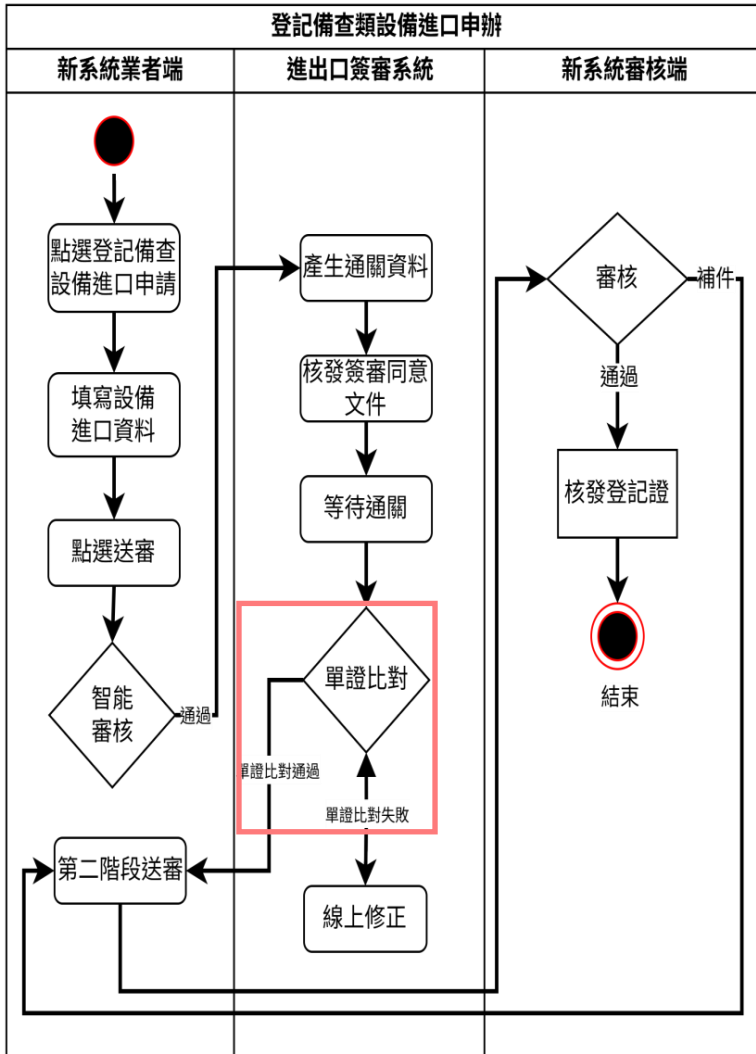 登記備查類設備進口申辦
新系統業者端
進出口簽審系統
新系統審核端
點選登記備查
設備進口申請
填寫設備
進口資料
點選送審
智能
審核
通過
第二階段送審
產生通關資料
核發簽審同意
文件
等待通關
單證比對
單證比對通過
單證比對失敗
線上修正
審核
補件
通過
核發登記證
結束